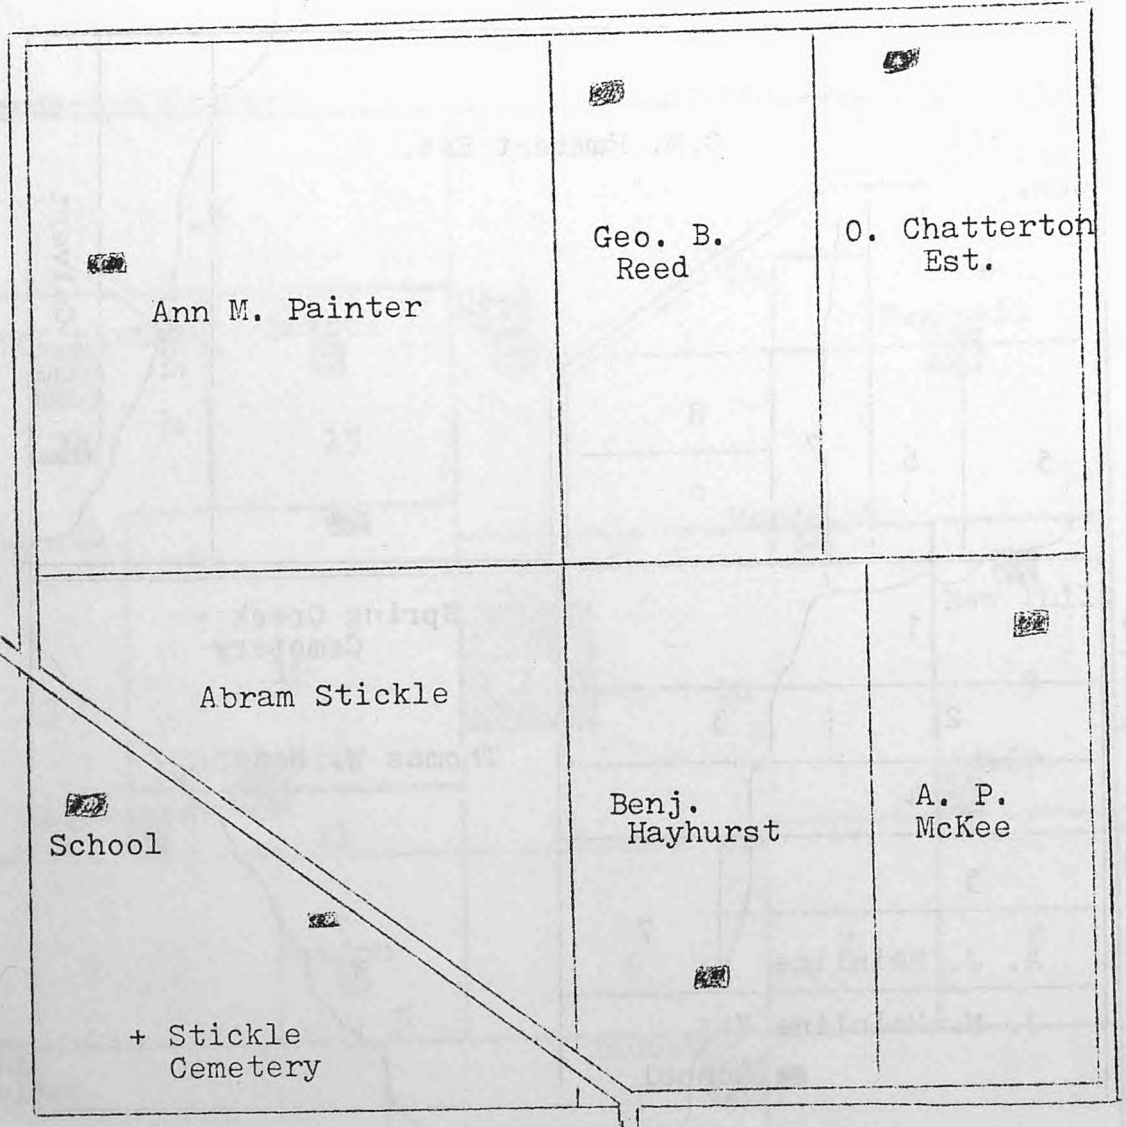 Geo. B.
Reed
O. Chatterton
Est.
Ann M. Painter
Abram Stickle
Benj.
Hayhurst
A. P.
McKee
School
+ Stickle
Cemetery